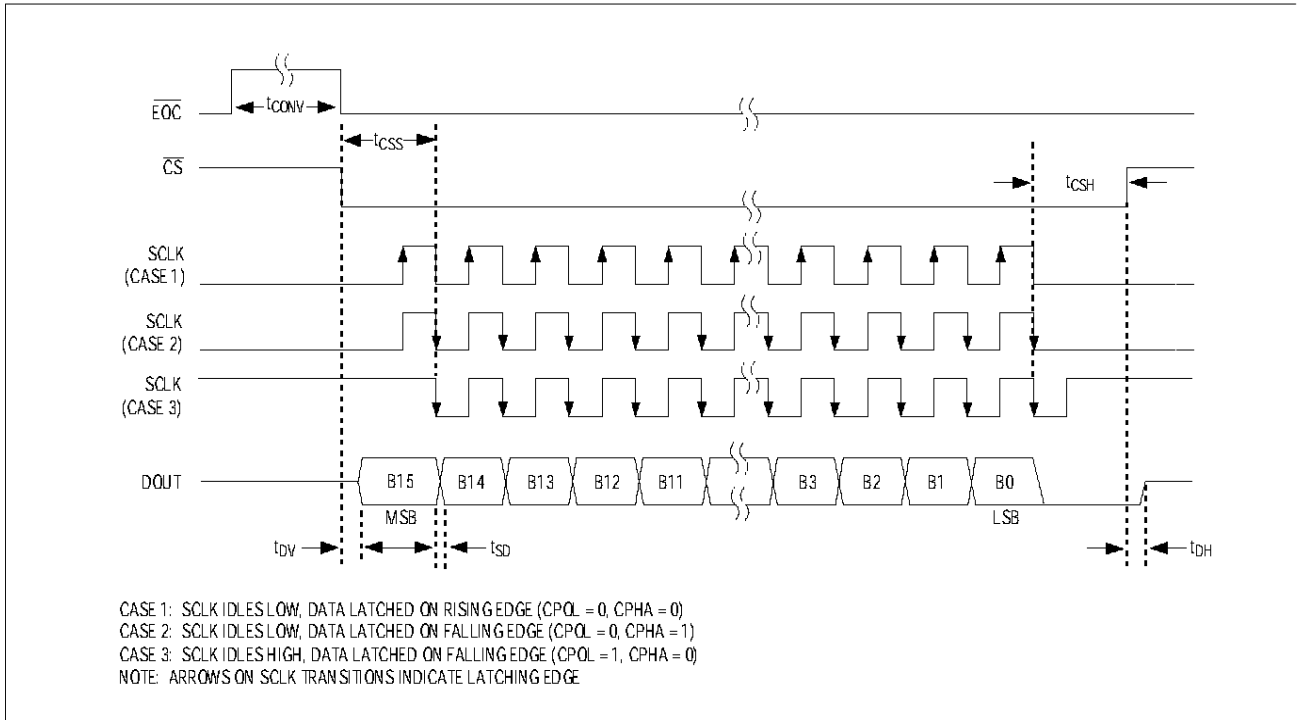 EOC
tCONV
tCSS
CS
tCSH
SCLK
(CASE 1)
SCLK
(CASE 2)
SCLK
(CASE 3)
DOUT
B15
B14
B13
B12
B11
B3
B2
B1
B0
MSB
LSB
tDV
tSD
tDH
CASE 1: SCLK IDLES LOW, DATA LATCHED ON RISING EDGE (CPOL = 0, CPHA = 0)
CASE 2: SCLK IDLES LOW, DATA LATCHED ON FALLING EDGE (CPOL = 0, CPHA = 1)
CASE 3: SCLK IDLES HIGH, DATA LATCHED ON FALLING EDGE (CPOL = 1, CPHA = 0)
NOTE: ARROWS ON SCLK TRANSITIONS INDICATE LATCHING EDGE